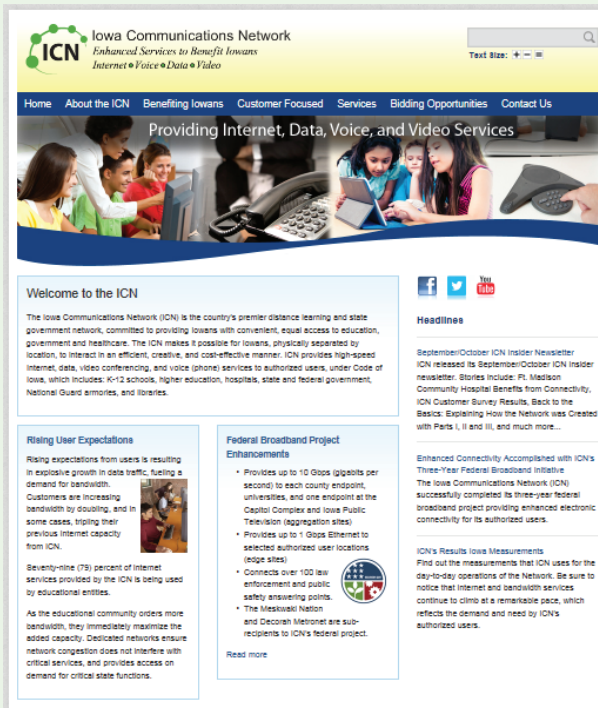 ICN
Iowa Communications Network
Enhanced Services to Benefit Iowans
Internet Voice Data Video
Text Size: + - =
Home About the ICN Benefiting Iowans Customer Focused Services Bidding Opportunities Contact Us
Providing Internet, Data, Voice, and Video Services
Welcome to the ICN
The Iowa Communications Network (ICN) is the country's premier distance learning and state
government network, committed to providing Iowans with convenient, equal access to education,
government and healthcare. The ICN makes it possible for Iowans, physically separated by
location, to interact in an efficient, creative, and cost-effective manner. ICN provides high-speed
Internet, data, video conferencing, and voice (phone) services to authorized users, under Code of
Iowa, which includes: K-12 schools, higher education, hospitals, state and federal government,
National Guard armories, and libraries.
Rising User Expectations
Rising expectations from users is resulting
in explosive growth in data traffic, fueling a
demand for bandwidth.
Customers are increasing
bandwidth by doubling, and in
some cases, tripling their
previous Internet capacity
from ICN.
Seventy-nine (79) percent of Internet
services provided by the ICN is being used
by educational entities.
As the educational community orders more
bandwidth, they immediately maximize the
added capacity. Dedicated networks ensure
network congestion does not interfere with
critical services, and provides access on
demand for critical state functions.
Federal Broadband Project
Enhancements
• Provides up to 10 Gbps (gigabits per
second) to each county endpoint,
universities, and one endpoint at the
Capitol Complex and Iowa Public
Television (aggregation sites)
• Provides up to 1 Gbps Ethernet to
selected authorized user locations
(edge sites)
• Connects over 100 law
enforcement and public
safety answering points.
• The Meskwaki Nation
and Decorah Metronet are sub-
recipients to ICN's federal project.
Read more
f
You
Tube
Headlines
September/October ICN Insider Newsletter
ICN released its September/October ICN Insider
newsletter. Stories include: Ft. Madison
Community Hospital Benefits from Connectivity,
ICN Customer Survey Results, Back to the
Basics: Explaining How the Network was Created
with Parts I, II and III, and much more...
Enhanced Connectivity Accomplished with ICN's
Three-Year Federal Broadband Initiative
The Iowa Communications Network (ICN)
successfully completed its three-year federal
broadband project providing enhanced electronic
connectivity for its authorized users.
ICN's Results Iowa Measurements
Find out the measurements that ICN uses for the
day-to-day operations of the Network. Be sure to
notice that Internet and bandwidth services
continue to climb at a remarkable pace, which
reflects the demand and need by ICN's
authorized users.